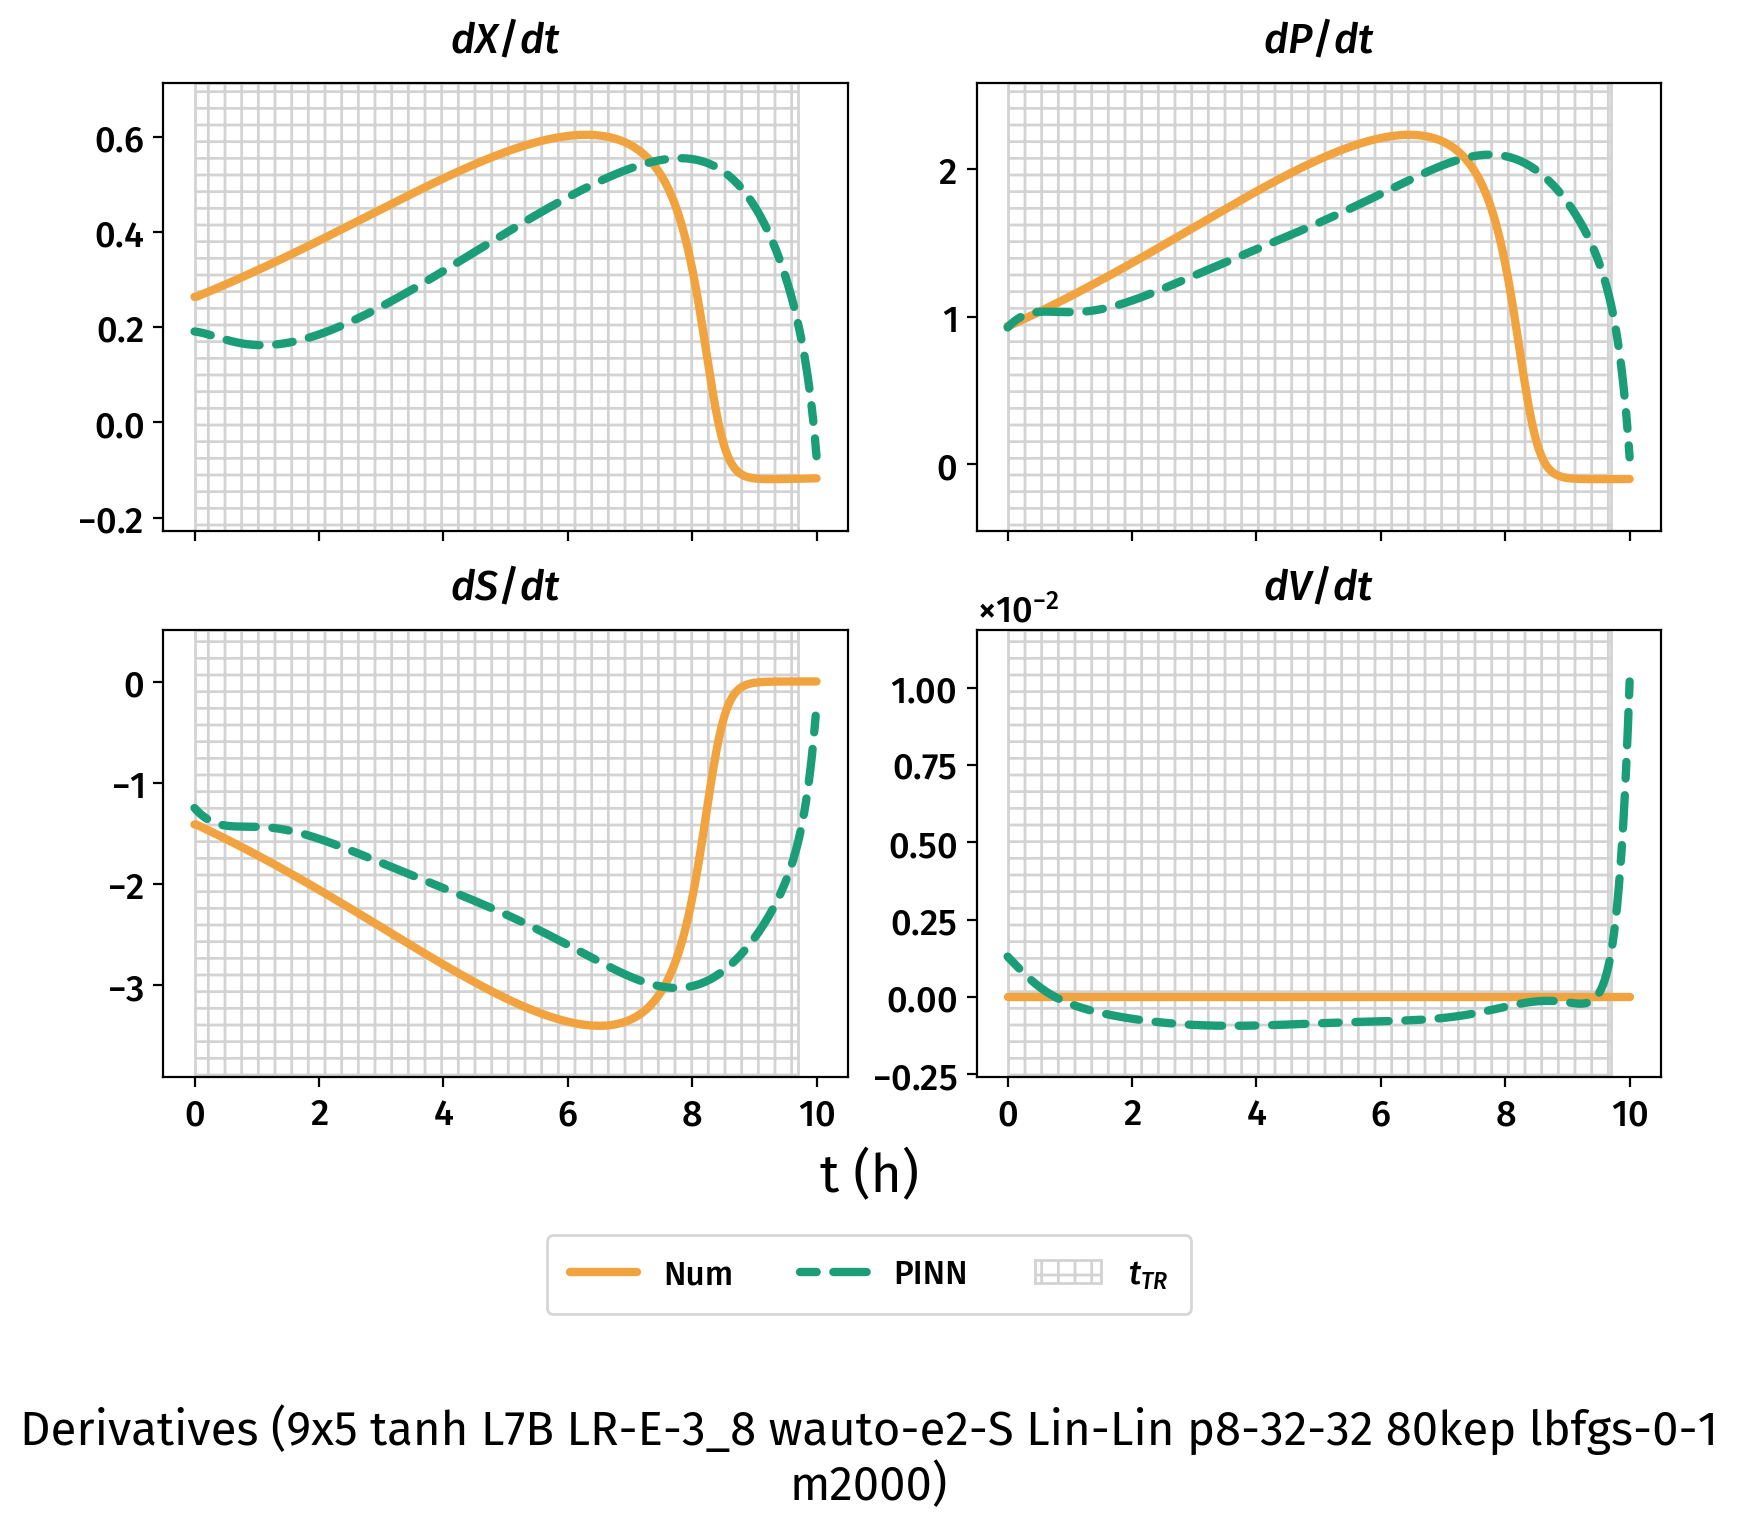 dX/dt
dP/dt
0.6
0.4
0.2
0.0
−0.2
2
1
0
dS/dt
dV/dt
×10−2
0
−1
−2
−3
1.00
0.75
0.50
0.25
0.00
−0.25
0 2 4 6 8 10
0 2 4 6 8 10
t (h)
Num PINN tTR
Derivatives (9x5 tanh L7B LR-E-3_8 wauto-e2-S Lin-Lin p8-32-32 80kep lbfgs-0-1
m2000)